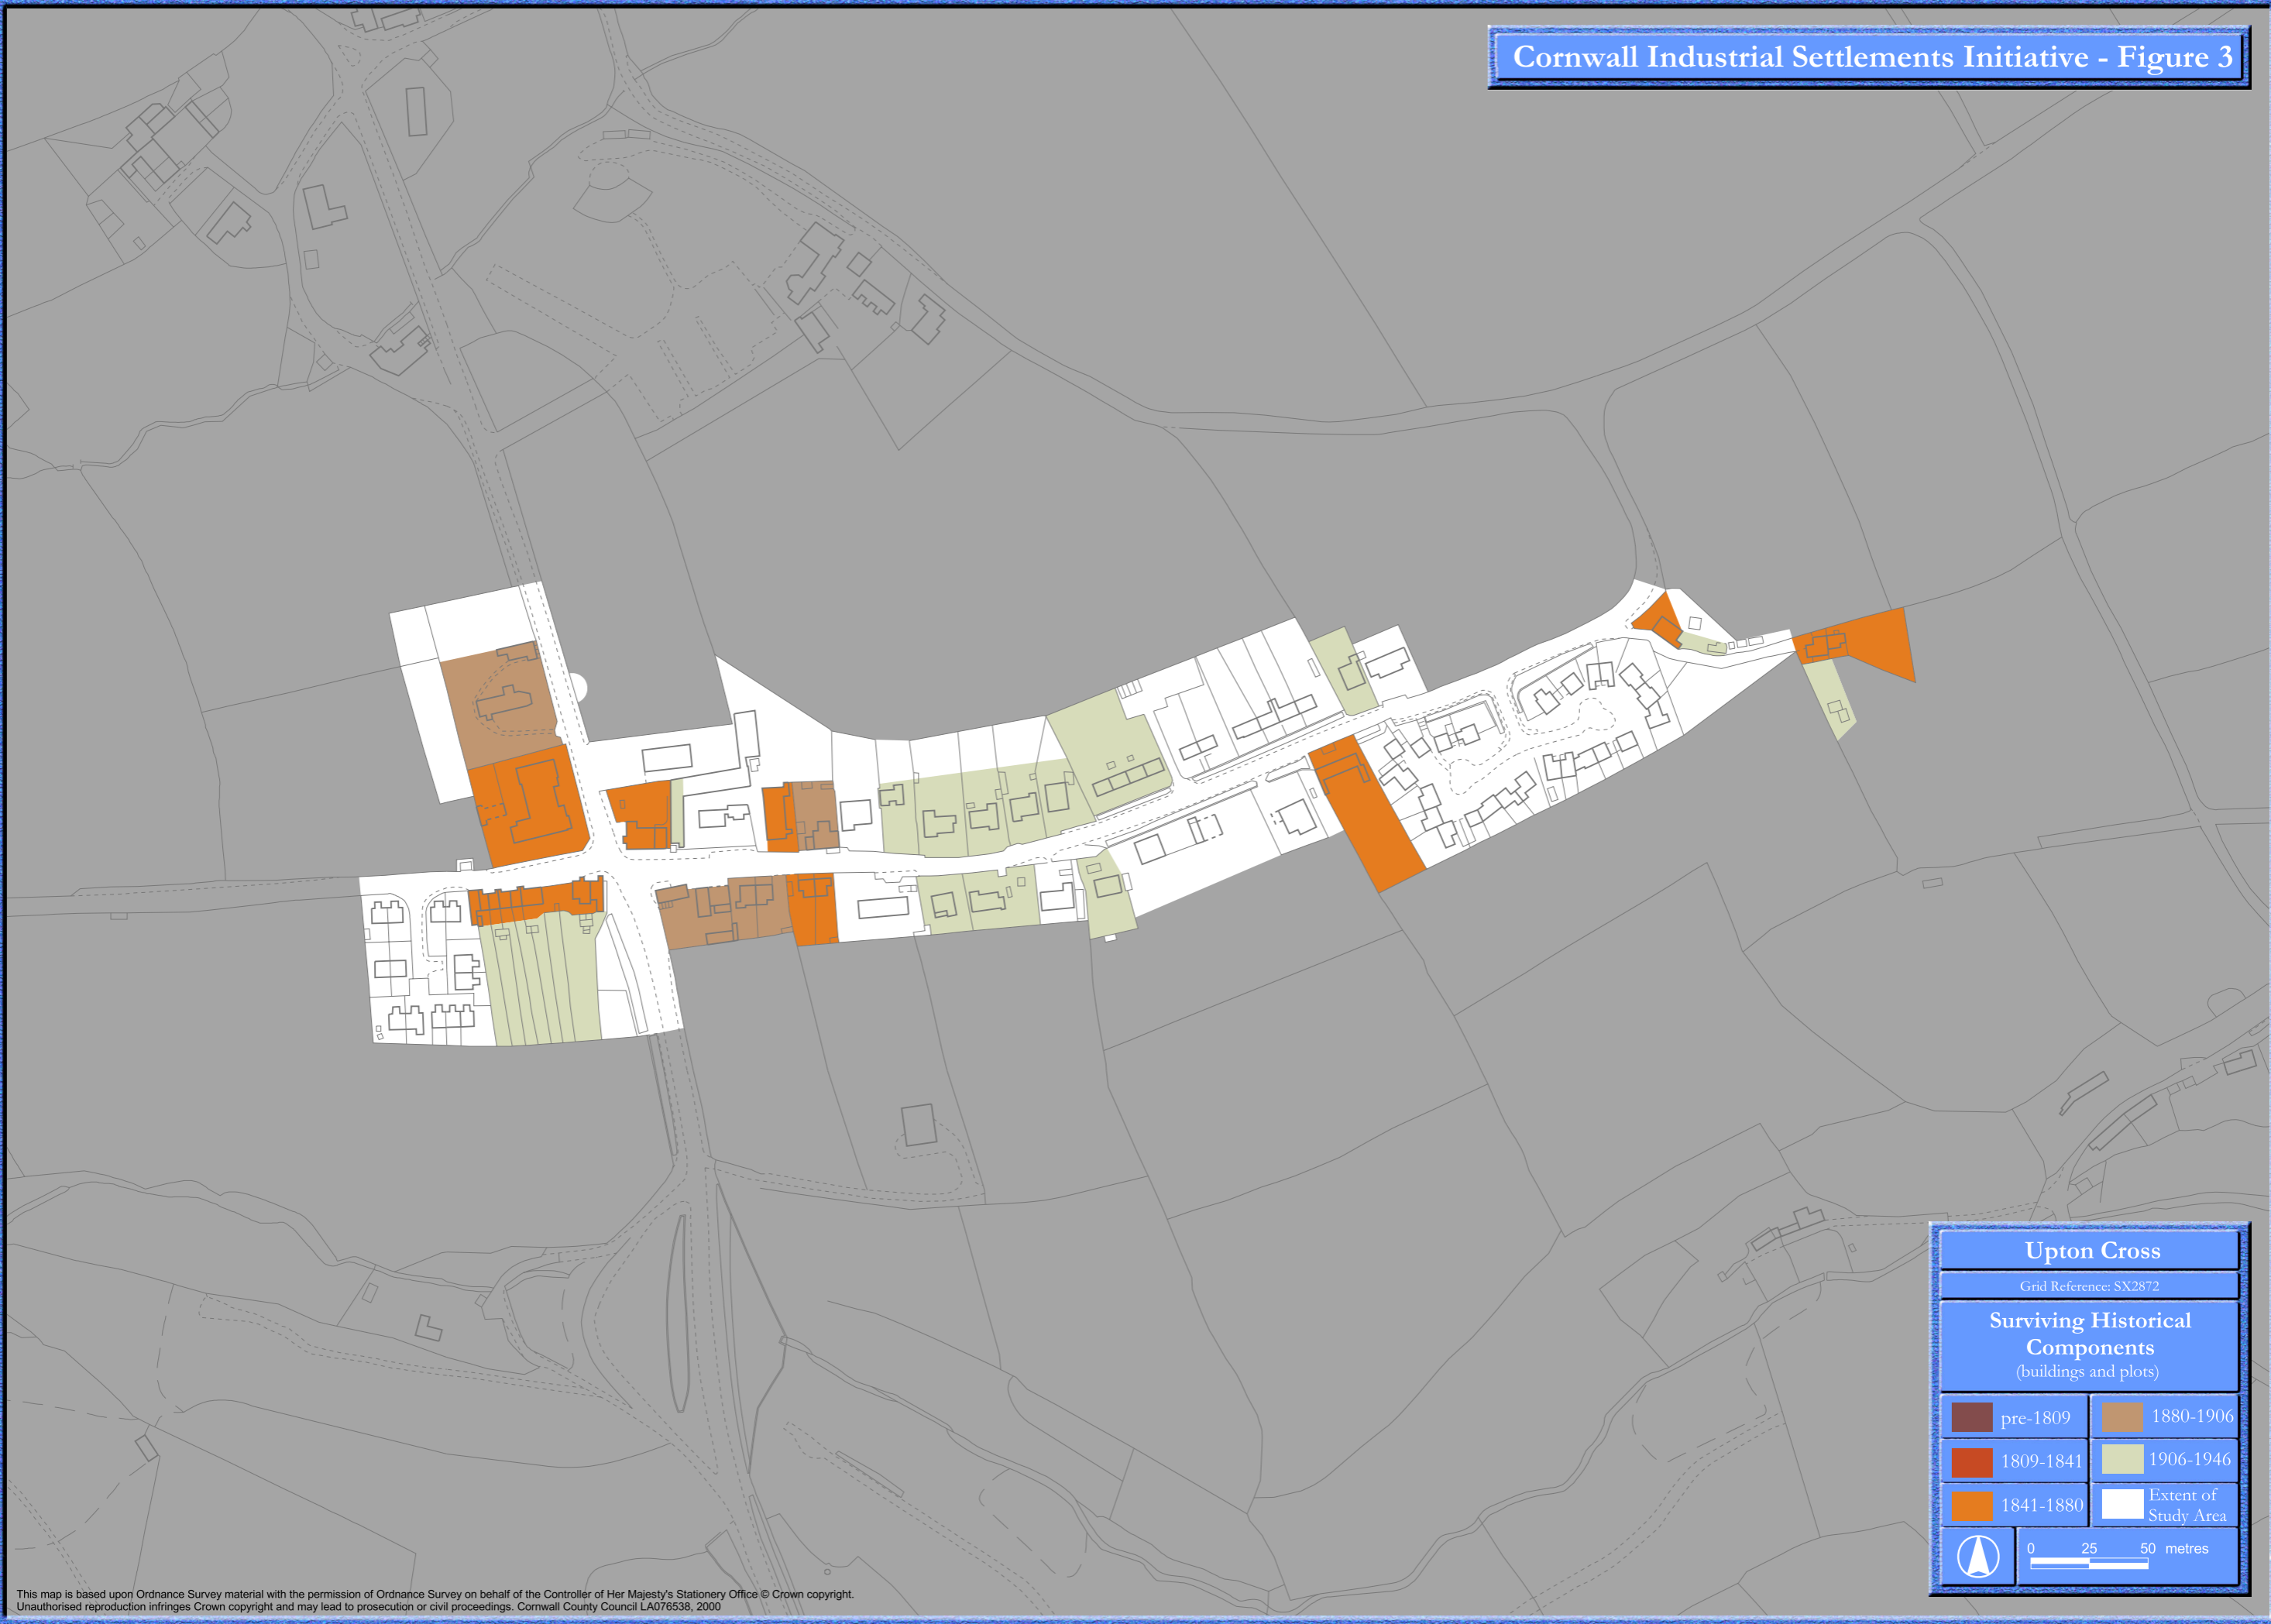 Cornwall Industrial Settlements Initiative - Figure 3
Upton Cross
Grid Reference: SX2872
Surviving Historical
Components
(buildings and plots)
pre-1809
1880-1906
1809-1841
1906-1946
1841-1880
Extent of
Study Area
0 25 50 metres
This map is based upon Ordnance Survey material with the permission of Ordnance Survey on behalf of the Controller of Her Majesty's Stationery Office © Crown copyright.
Unauthorised reproduction infringes Crown copyright and may lead to prosecution or civil proceedings. Cornwall County Council LA076538, 2000